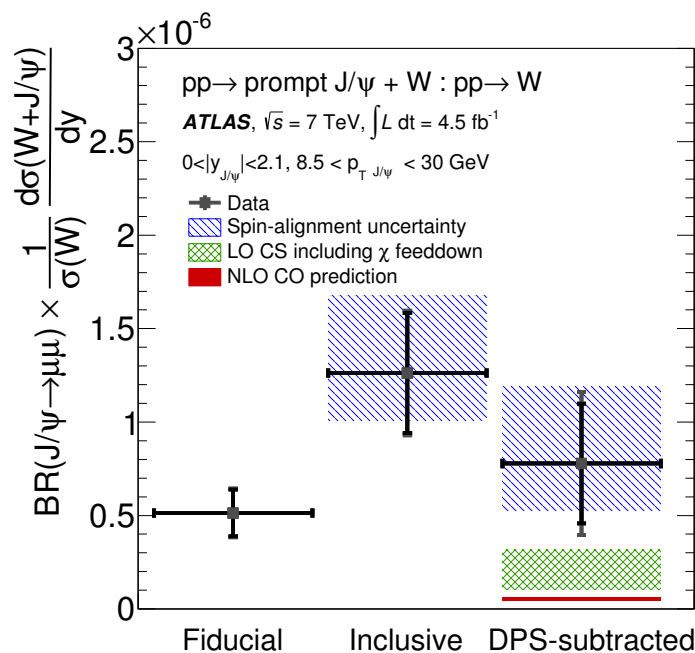 3×10⁻⁶
pp→ prompt J/ψ + W : pp→ W
ATLAS, √s = 7 TeV, ∫L dt = 4.5 fb⁻¹
0<|y_{J/ψ}|<2.1, 8.5 < p_{T J/ψ} < 30 GeV
Data
Spin-alignment uncertainty
LO CS including χ feeddown
NLO CO prediction
BR(J/ψ→μμ) × 1/σ(W) dσ(W+J/ψ)/dy
2.5
2
1.5
1
0.5
0
Fiducial Inclusive DPS-subtracted